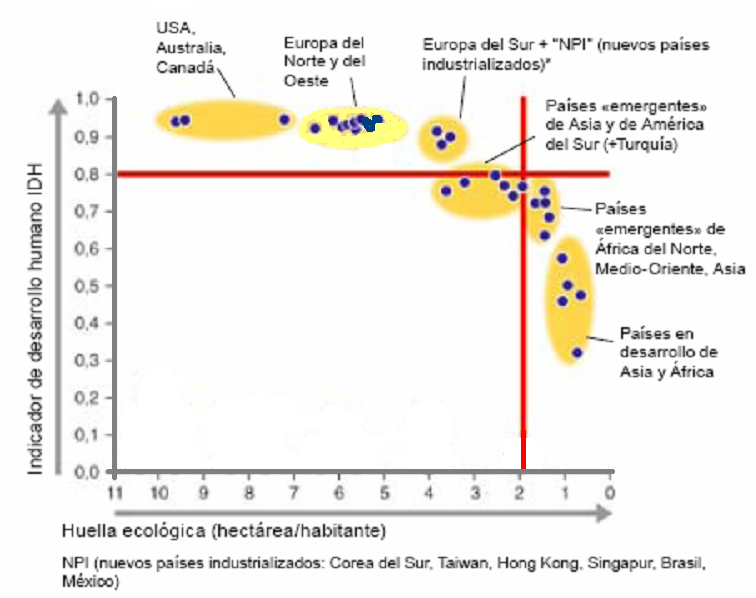 USA,
Australia,
Canadá
Europa del
Norte y del
Oeste
Europa del Sur + "NPI" (nuevos países
industrializados)*
Países «emergentes»
de Asia y de América
del Sur (+Turquía)
Países
«emergentes» de
África del Norte,
Medio-Oriente, Asia
Países en
desarrollo de
Asia y África
Indicador de desarrollo humano IDH
1,0
0,9
0,8
0,7
0,6
0,5
0,4
0,3
0,2
0,1
0,0
11 10 9 8 7 6 5 4 3 2 1 0
Huella ecológica (hectárea/habitante)
NPI (nuevos países industrializados: Corea del Sur, Taiwan, Hong Kong, Singapur, Brasil,
México)